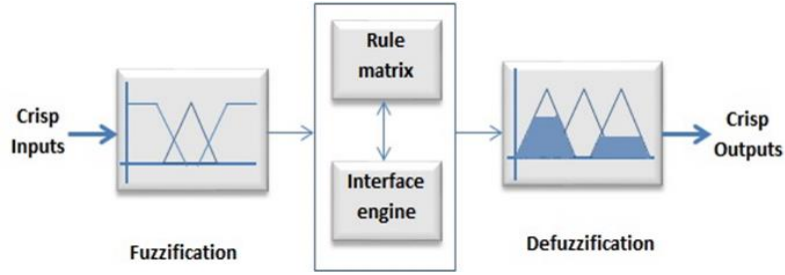 Crisp
Inputs
Fuzzification
Rule
matrix
Interface
engine
Defuzzification
Crisp
Outputs